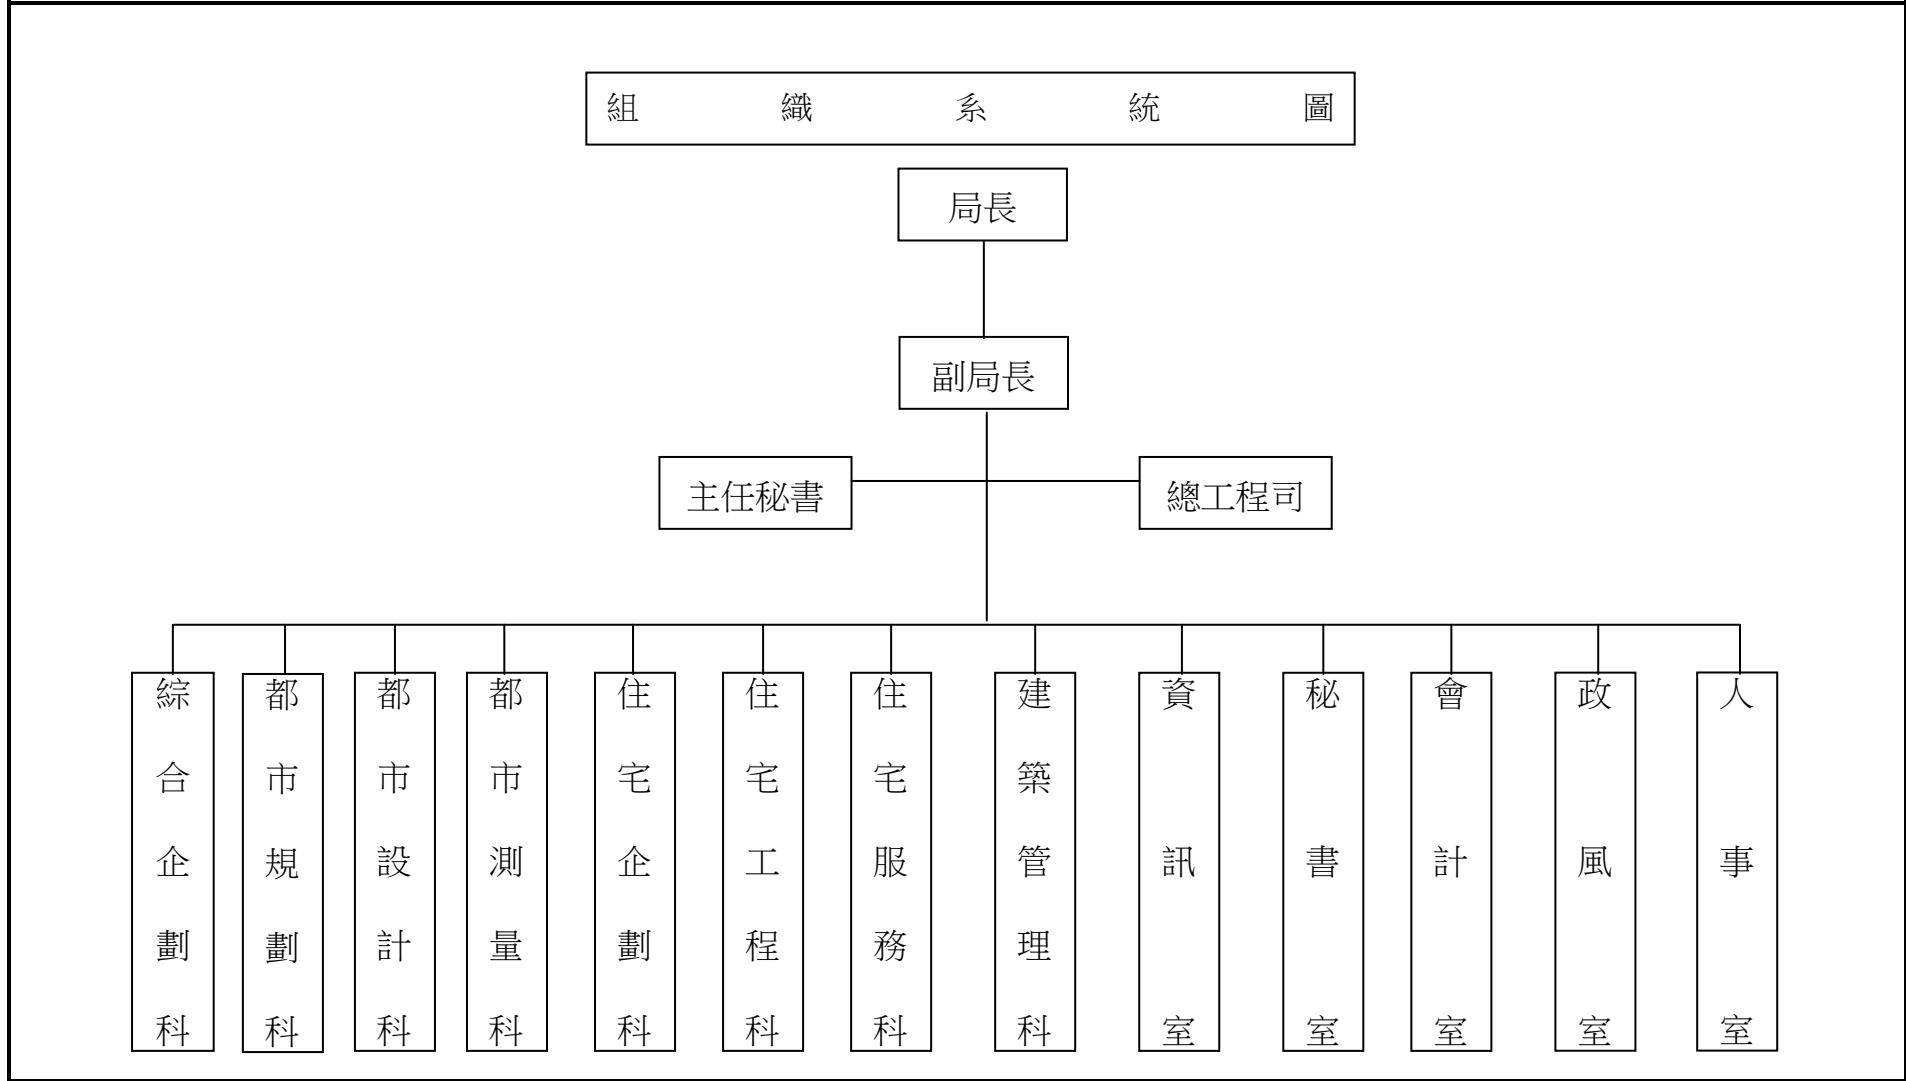 組織系統圖
局長
副局長
主任秘書
總工程司
綜合企劃科
都市規劃科
都市設計科
都市測量科
住宅企劃科
住宅工程科
住宅服務科
建築管理科
資訊室
秘書室
會計室
政風室
人事室